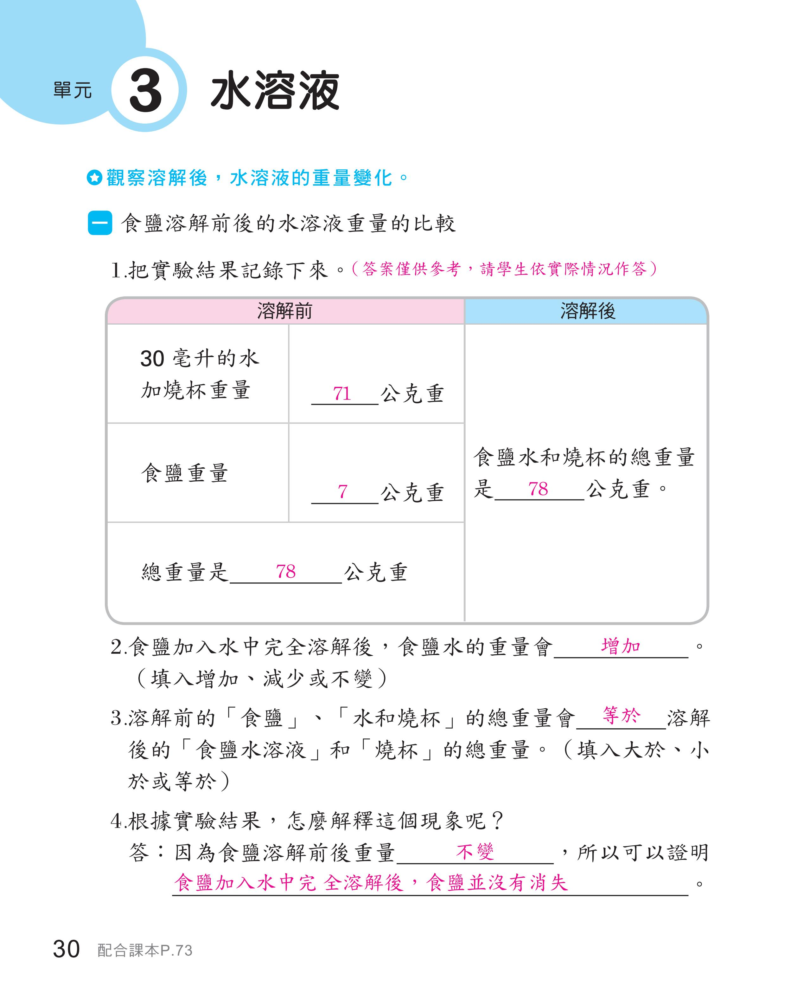 單元 3 水溶液
觀察溶解後，水溶液的重量變化。
一 食鹽溶解前後的水溶液重量的比較
1.把實驗結果記錄下來。（答案僅供參考，請學生依實際情況作答）
溶解前
溶解後
30 毫升的水
加燒杯重量
71 公克重
食鹽重量
7 公克重
總重量是 78 公克重
食鹽水和燒杯的總重量
是 78 公克重。
2.食鹽加入水中完全溶解後，食鹽水的重量會 增加 。
（填入增加、減少或不變）
3.溶解前的「食鹽」、「水和燒杯」的總重量會 等於 溶解
後的「食鹽水溶液」和「燒杯」的總重量。（填入大於、小
於或等於）
4.根據實驗結果，怎麼解釋這個現象呢？
答：因為食鹽溶解前後重量 不變 ，所以可以證明
食鹽加入水中完 全溶解後，食鹽並沒有消失 。
30 配合課本P.73